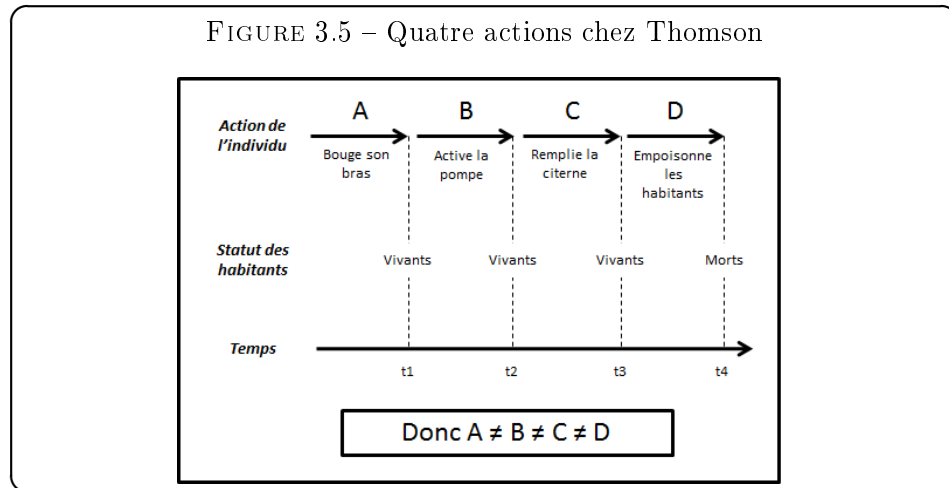 FIGURE 3.5 – Quatre actions chez Thomson
A B C D
Action de
l'individu
Bouge son
bras
Active la
pompe
Remplie la
citerne
Empoisonne
les
habitants
Statut des
habitants
Vivants Vivants Vivants Morts
Temps
t1 t2 t3 t4
Donc A ≠ B ≠ C ≠ D